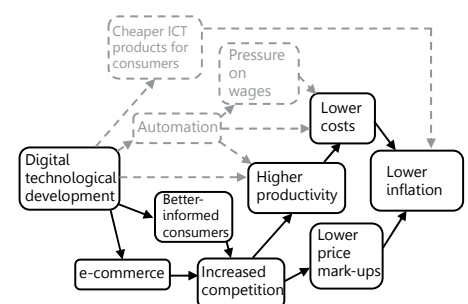 Cheaper ICT
products for
consumers
Pressure
on
wages
Automation
Lower
costs
Digital
technological
development
Higher
productivity
Lower
inflation
Better-
informed
consumers
Lower
price
mark-ups
e-commerce
Increased
competition